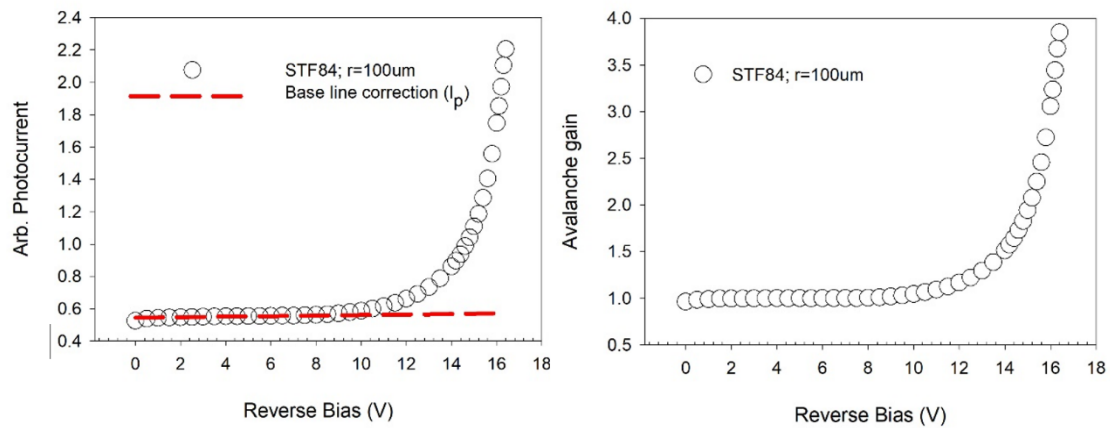 2.4
2.2
2.0
1.8
1.6
1.4
1.2
1.0
0.8
0.6
0.4
Arb. Photocurrent
STF84; r=100um
Base line correction (Ip)
0 2 4 6 8 10 12 14 16 18
Reverse Bias (V)
4.0
3.5
3.0
2.5
2.0
1.5
1.0
0.5
Avalanche gain
STF84; r=100um
0 2 4 6 8 10 12 14 16 18
Reverse Bias (V)